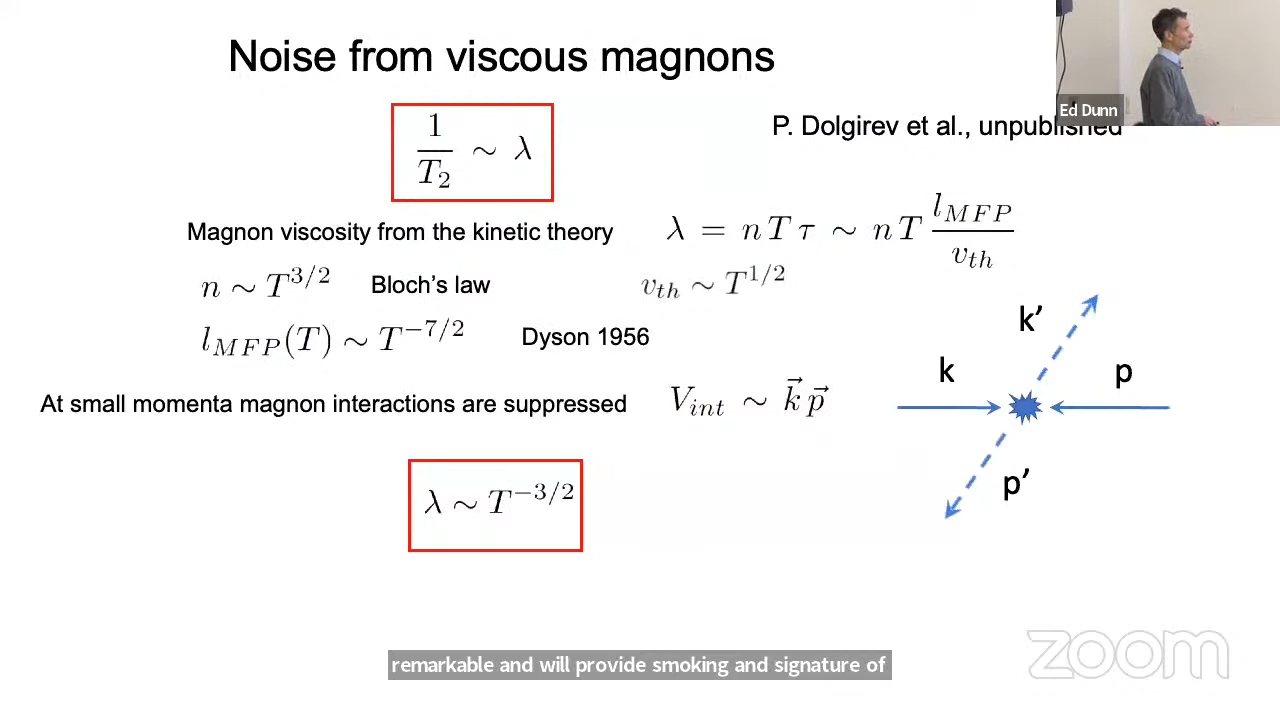 Noise from viscous magnons
Ed Dunn
P. Dolgirev et al., unpublished
1/T₂ ~ λ
Magnon viscosity from the kinetic theory λ = n T τ ~ n T l_MFP/v_th
n ~ T^{3/2} Bloch's law v_th ~ T^{1/2}
l_MFP(T) ~ T^{-7/2} Dyson 1956
k'
k p
At small momenta magnon interactions are suppressed V_int ~ k⃗ p⃗
p'
λ ~ T^{-3/2}
zoom
remarkable and will provide smoking and signature of